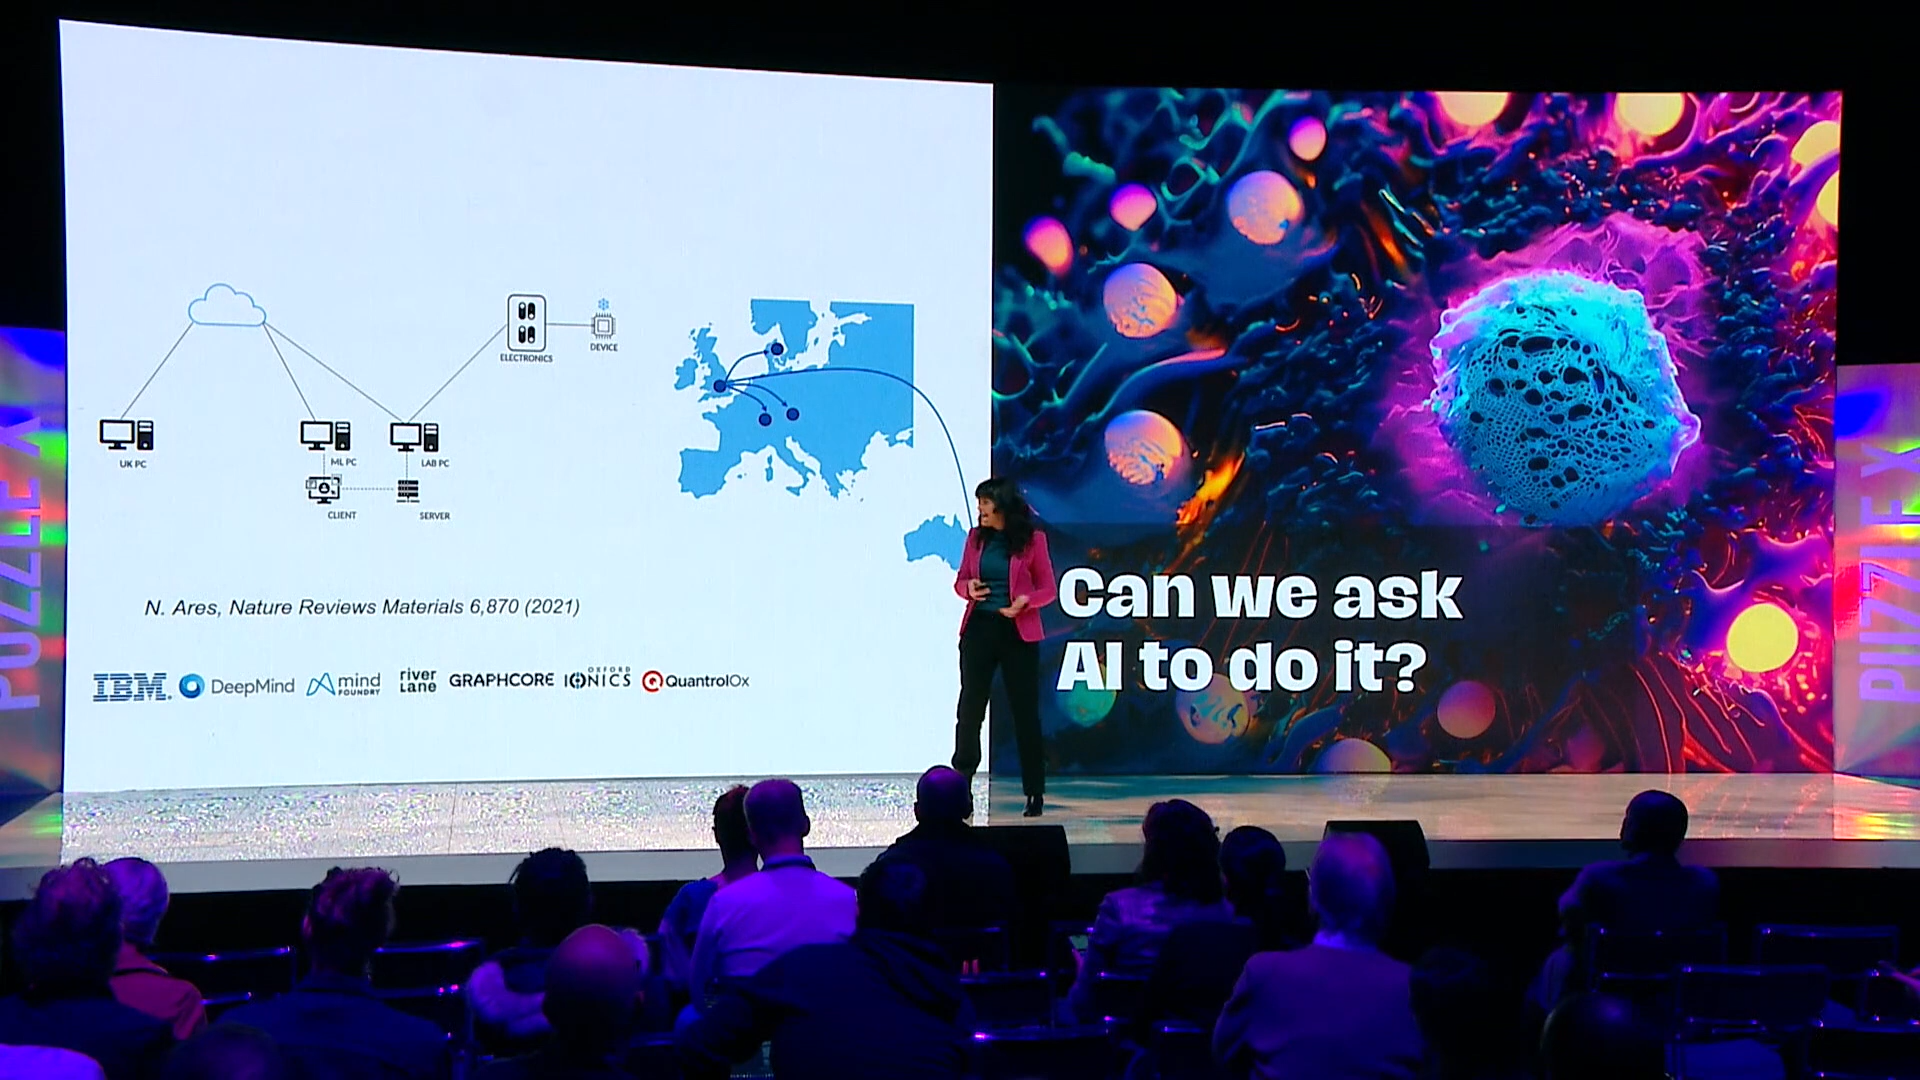 ELECTRONICS
DEVICE
UK PC
ML PC
LAB PC
CLIENT
SERVER
N. Ares, Nature Reviews Materials 6,870 (2021)
IBM. DeepMind mind FOUNDRY river Lane GRAPHCORE OXFORD IONICS QuantrolOx
Can we ask
AI to do it?
PUZZLE X
PUZZLE X